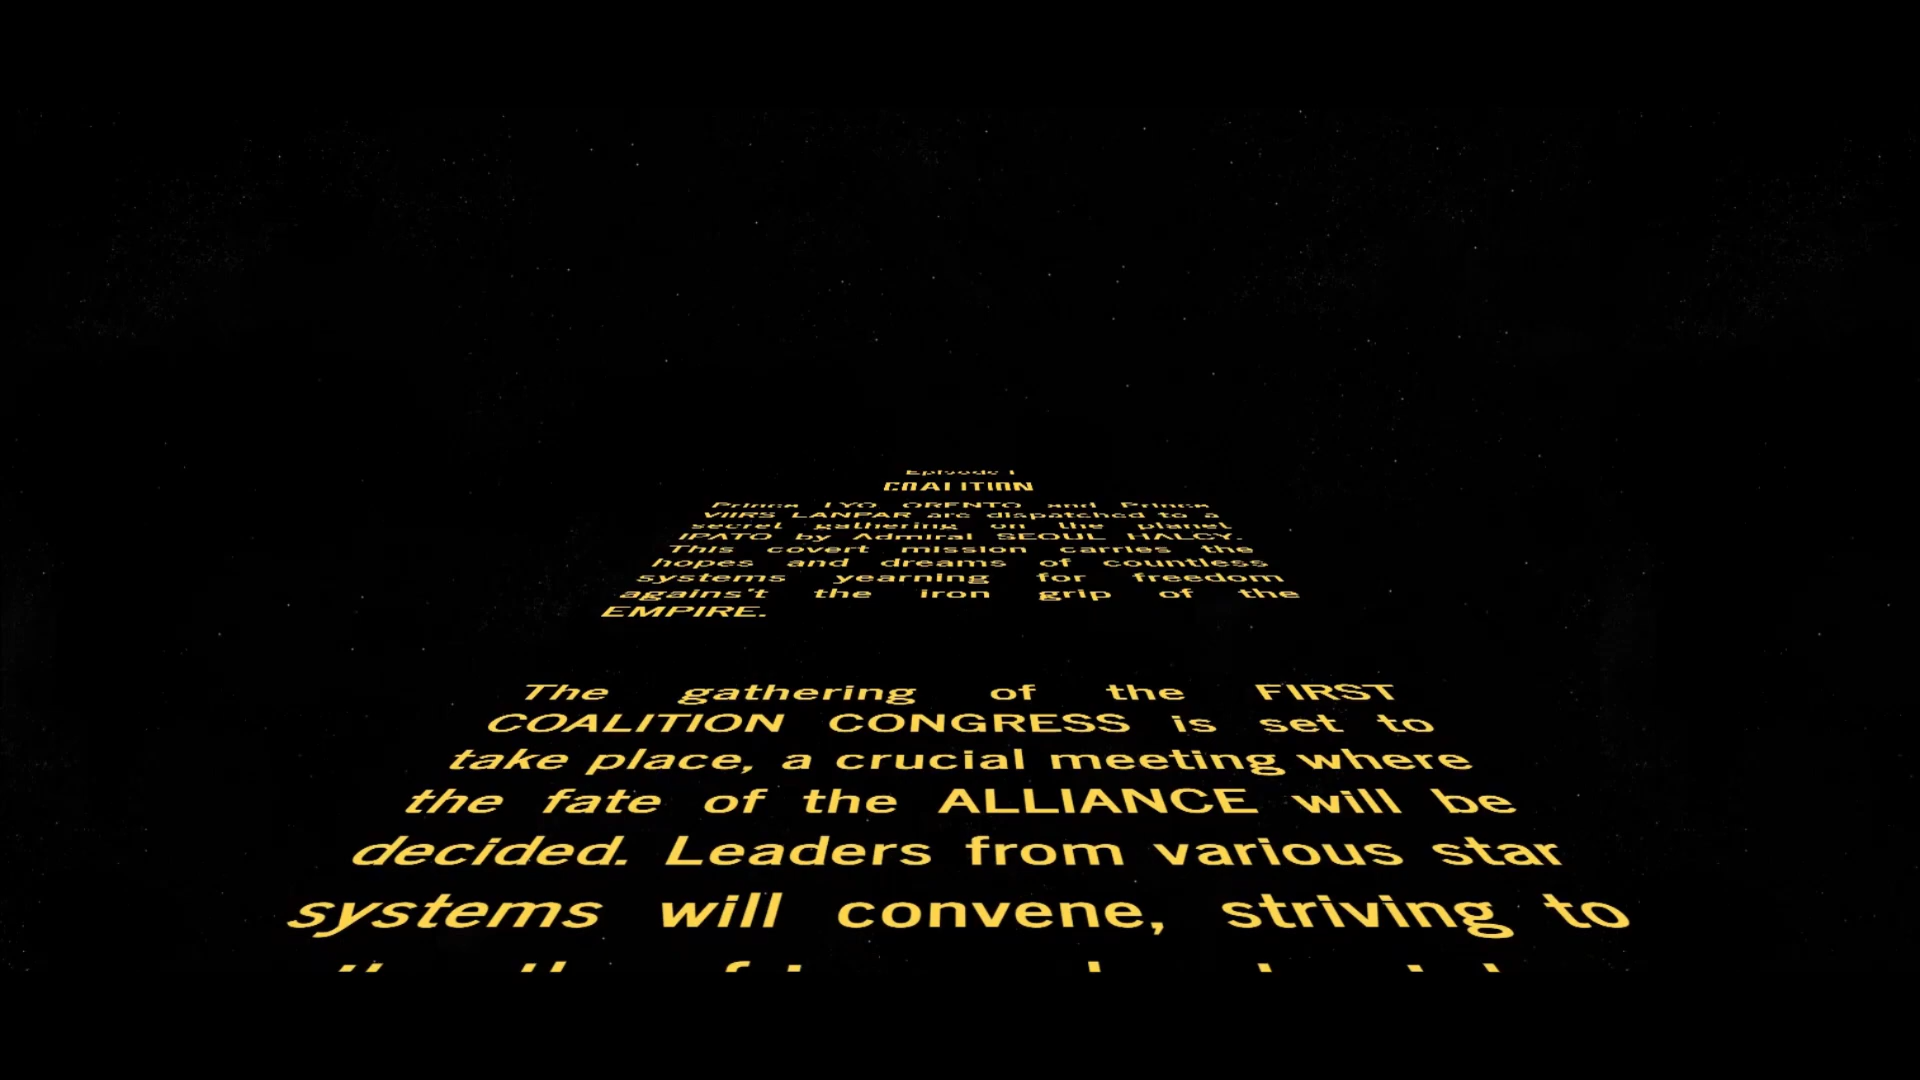 Episode I
COALITION
Prince LYO ORENTO and Prince
VIIRS LANPAR are dispatched to a
secret gathering on the planet
IPATO by Admiral SEOUL HALCY.
This covert mission carries the
hopes and dreams of countless
systems yearning for freedom
agains't the iron grip of the
EMPIRE.
The gathering of the FIRST
COALITION CONGRESS is set to
take place, a crucial meeting where
the fate of the ALLIANCE will be
decided. Leaders from various star
systems will convene, striving to